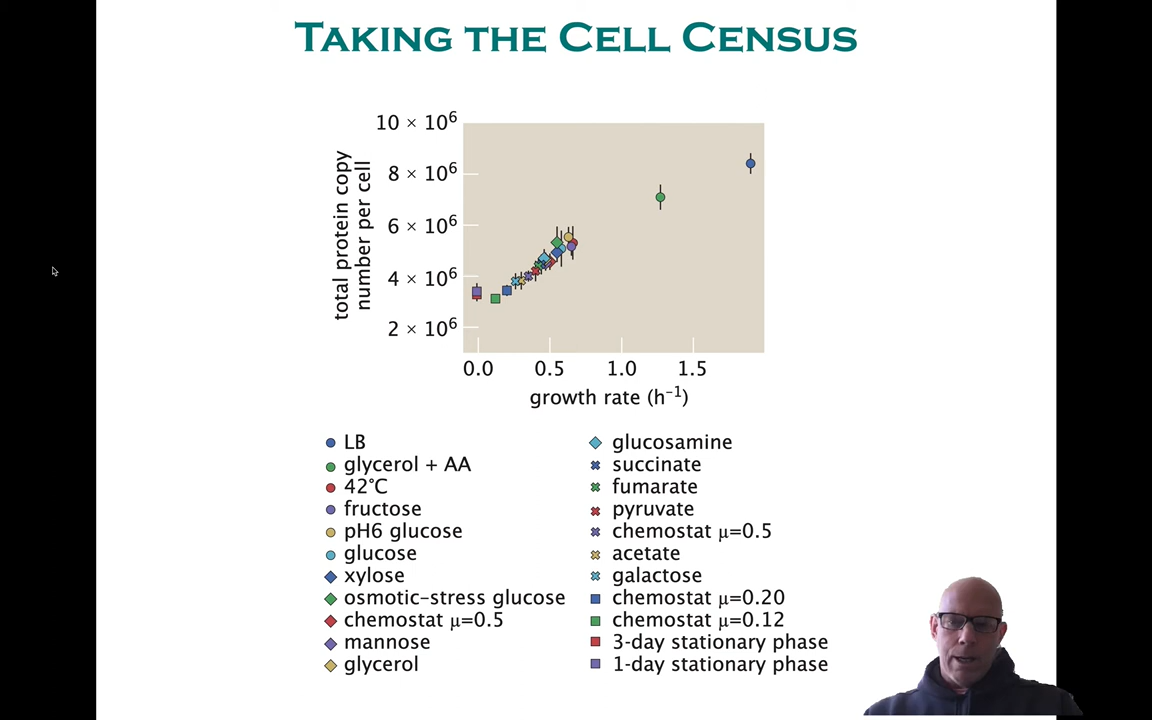 TAKING THE CELL CENSUS
total protein copy
number per cell
10 × 10⁶
8 × 10⁶
6 × 10⁶
4 × 10⁶
2 × 10⁶
0.0 0.5 1.0 1.5
growth rate (h⁻¹)
LB
glycerol + AA
42°C
fructose
pH6 glucose
glucose
xylose
osmotic–stress glucose
chemostat µ=0.5
mannose
glycerol
glucosamine
succinate
fumarate
pyruvate
chemostat µ=0.5
acetate
galactose
chemostat µ=0.20
chemostat µ=0.12
3-day stationary phase
1-day stationary phase